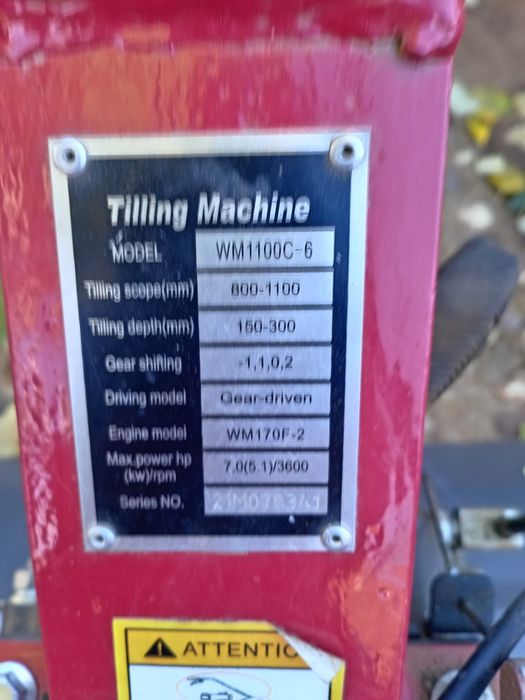 Tilling Machine
MODEL WM1100C-6
Tilling scope(mm) 800-1100
Tilling depth(mm) 150-300
Gear shifting -1,1,0,2
Driving model Gear-driven
Engine model WM170F-2
Max.power hp
(kw)/rpm 7.0(5.1)/3600
Series NO.
ATTENTIO